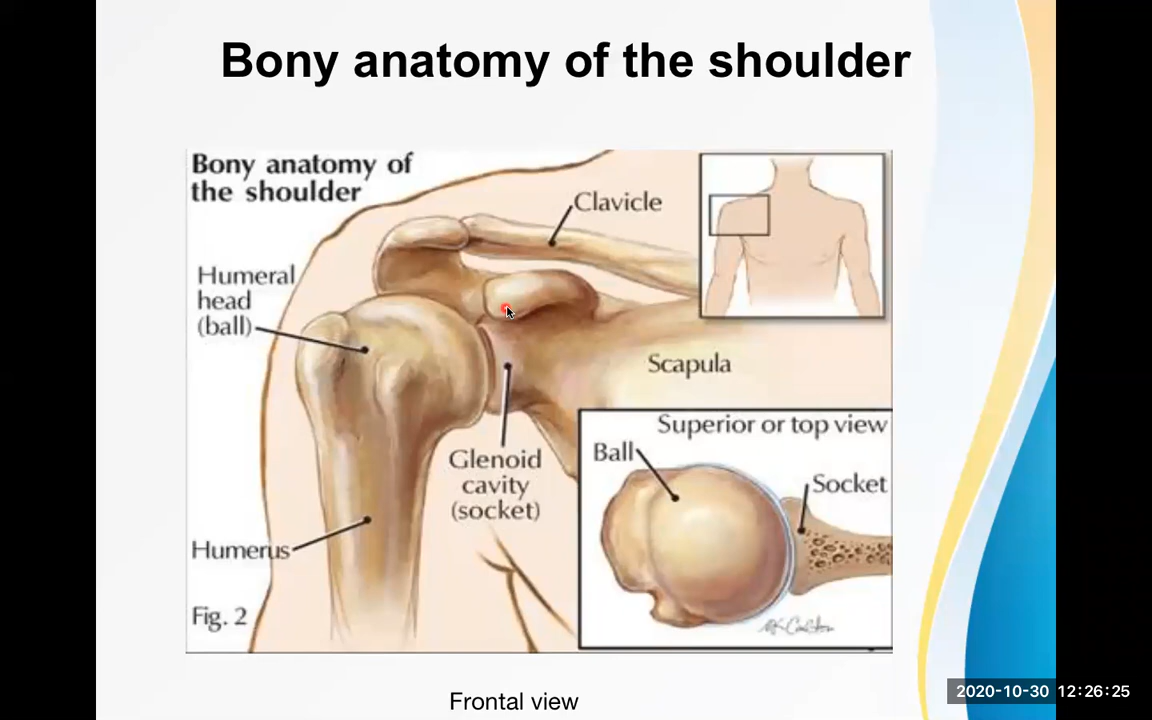 Bony anatomy of the shoulder
Bony anatomy of
the shoulder
Clavicle
Humeral
head
(ball)
Scapula
Glenoid
cavity
(socket)
Humerus
Fig. 2
Superior or top view
Ball
Socket
Frontal view
2020-10-30 12:26:25